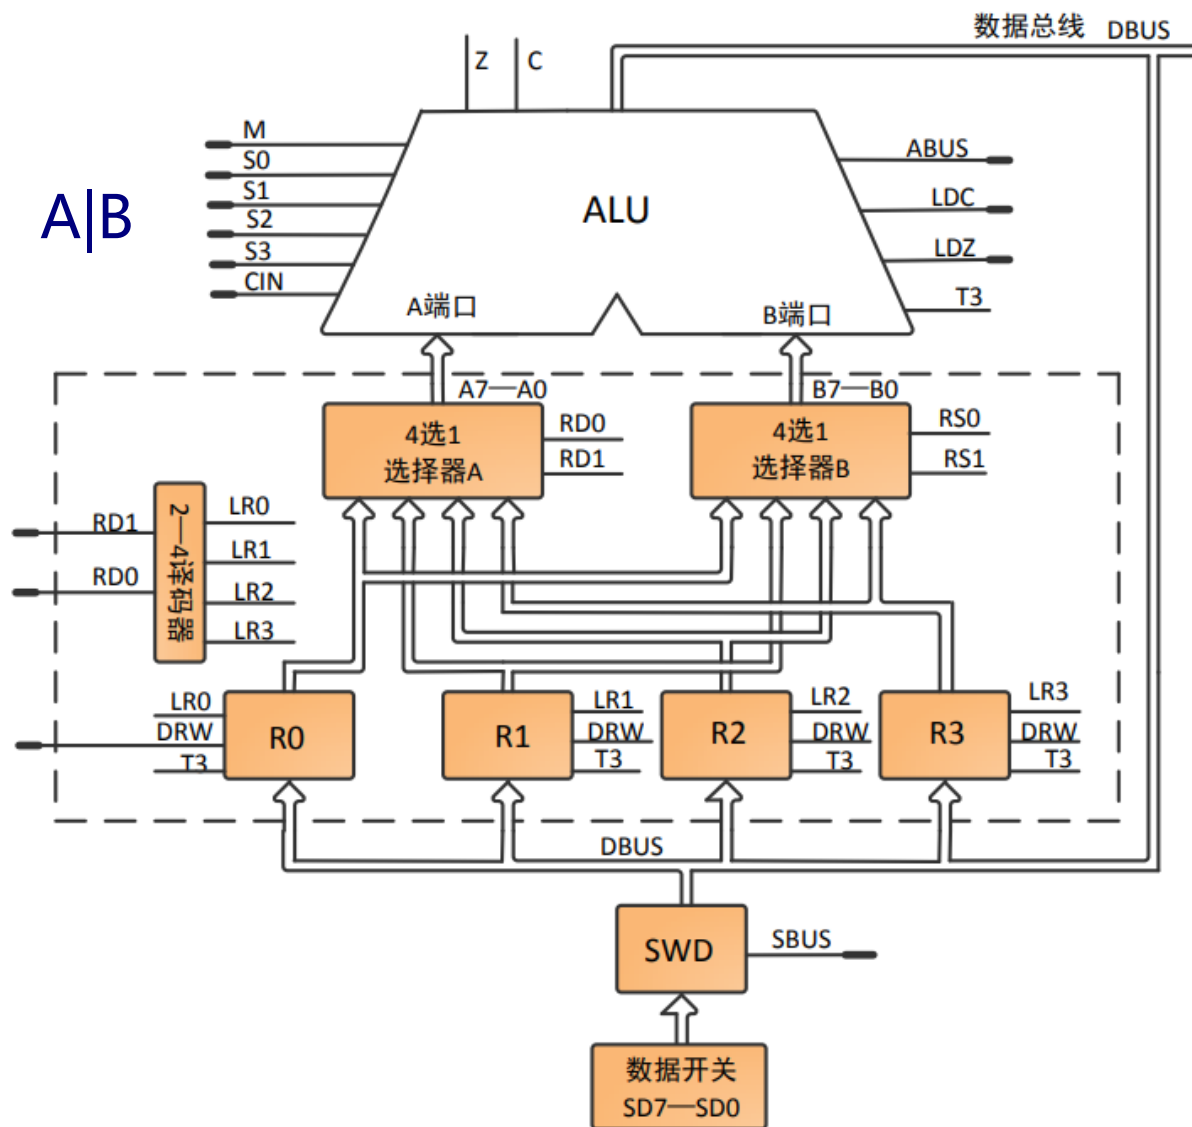 数据总线 DBUS
Z
C
M
S0
S1
S2
S3
CIN
A|B
ALU
ABUS
LDC
LDZ
T3
A端口
B端口
A7—A0
B7—B0
4选1
选择器A
RD0
RD1
4选1
选择器B
RS0
RS1
RD1
RD0
2—4译码器
LR0
LR1
LR2
LR3
LR0
DRW
T3
R0
R1
LR1
DRW
T3
R2
LR2
DRW
T3
R3
LR3
DRW
T3
DBUS
SWD
SBUS
数据开关
SD7—SD0